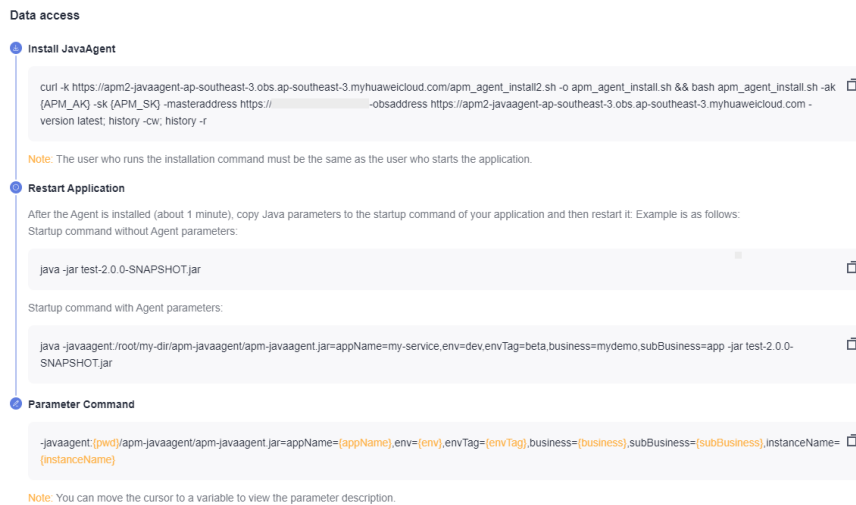 Data access
Install JavaAgent
curl -k https://apm2-javaagent-ap-southeast-3.obs.ap-southeast-3.myhuaweicloud.com/apm_agent_install2.sh -o apm_agent_install.sh && bash apm_agent_install.sh -ak
{APM_AK} -sk {APM_SK} -masteraddress https:// -obsaddress https://apm2-javaagent-ap-southeast-3.obs.ap-southeast-3.myhuaweicloud.com -
version latest; history -cw; history -r
Note: The user who runs the installation command must be the same as the user who starts the application.
Restart Application
After the Agent is installed (about 1 minute), copy Java parameters to the startup command of your application and then restart it: Example is as follows:
Startup command without Agent parameters:
java -jar test-2.0.0-SNAPSHOT.jar
Startup command with Agent parameters:
java -javaagent:/root/my-dir/apm-javaagent/apm-javaagent.jar=appName=my-service,env=dev,envTag=beta,business=mydemo,subBusiness=app -jar test-2.0.0-
SNAPSHOT.jar
Parameter Command
-javaagent:{pwd}/apm-javaagent/apm-javaagent.jar=appName={appName},env={env},envTag={envTag},business={business},subBusiness={subBusiness},instanceName=
{instanceName}
Note: You can move the cursor to a variable to view the parameter description.